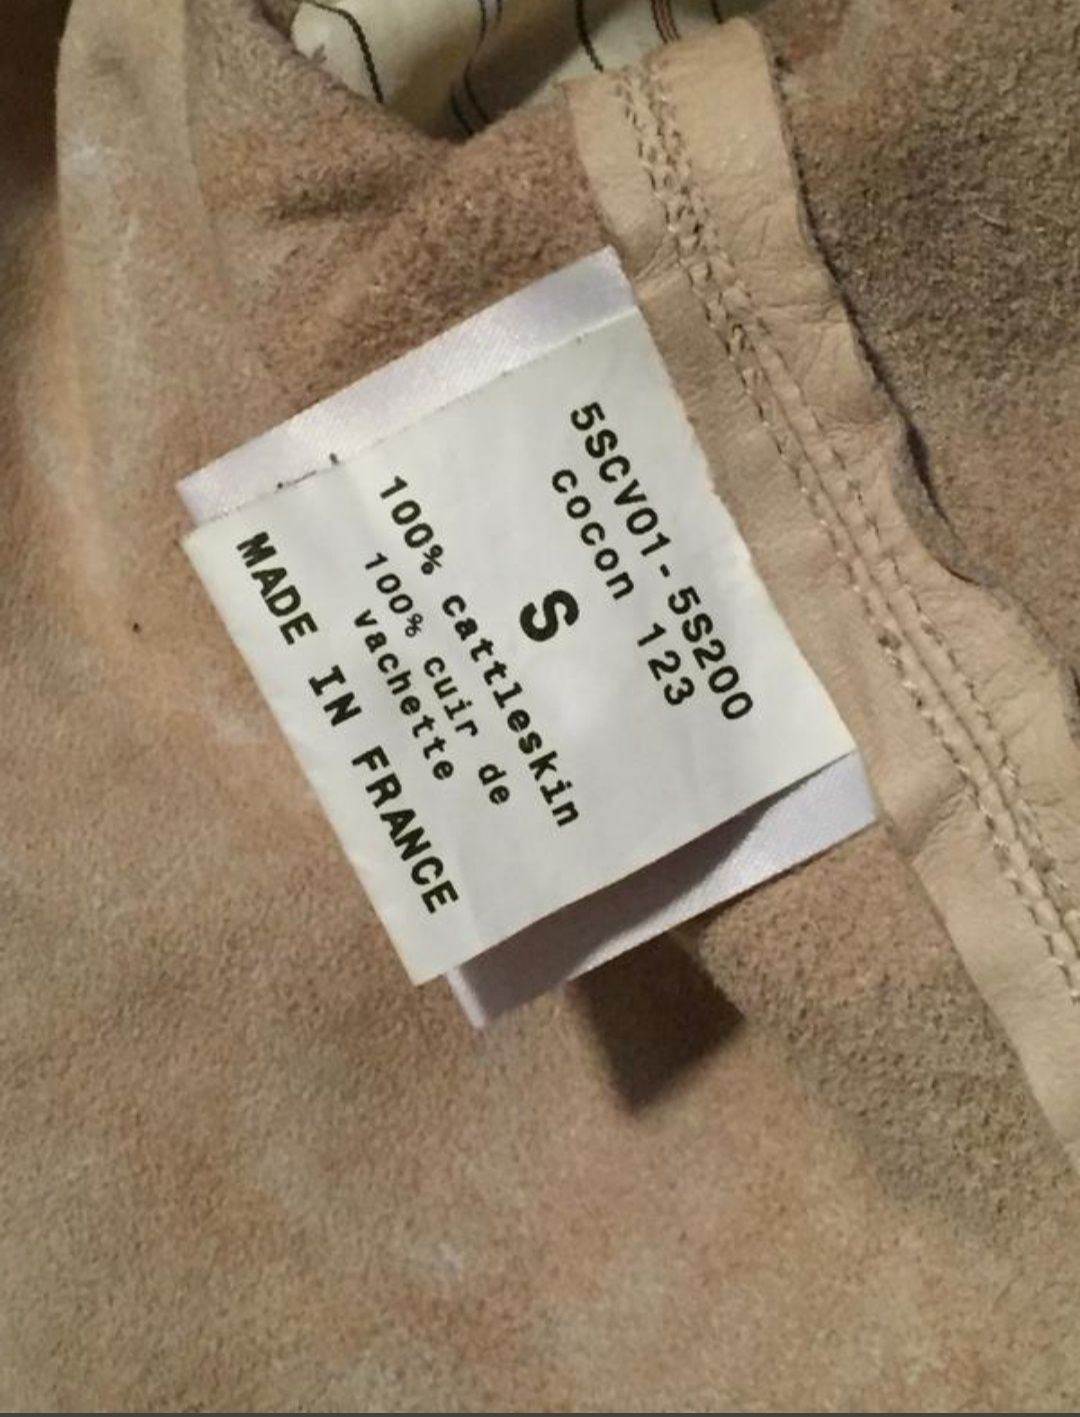 5SCV01-5S200
cocon 123
S
100% cattleskin
100% cuir de
vachette
MADE IN FRANCE